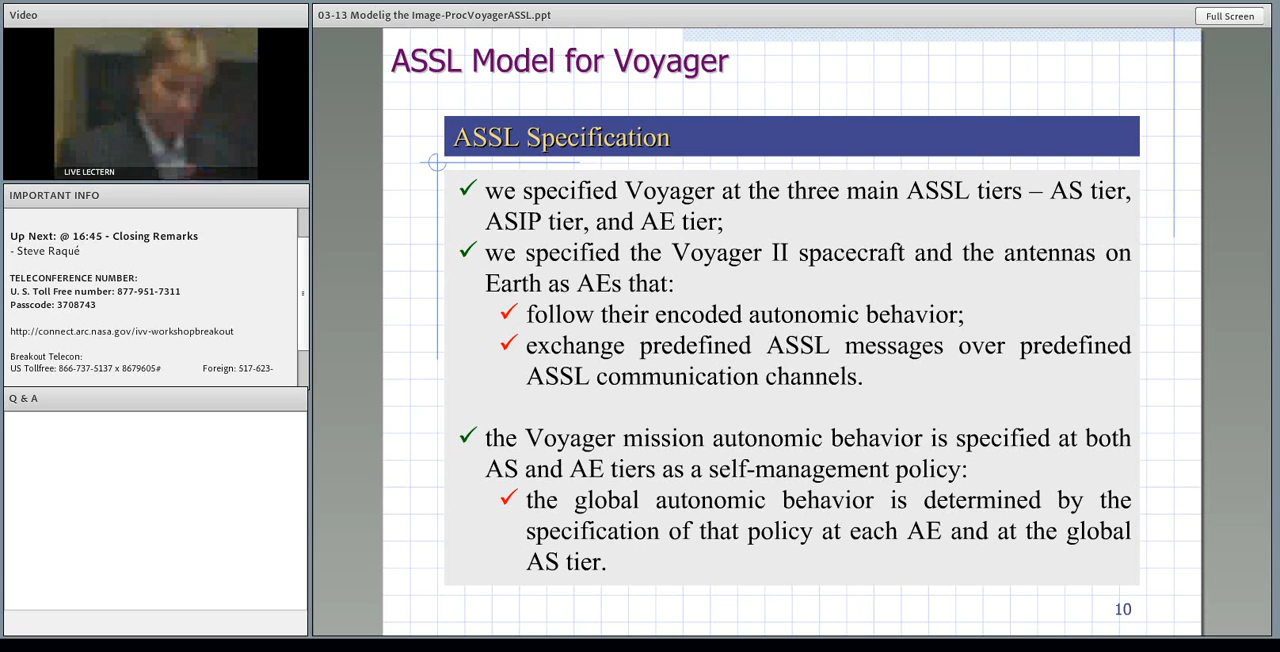 Video
LIVE LECTERN
IMPORTANT INFO
Up Next: @ 16:45 - Closing Remarks
- Steve Raqué
TELECONFERENCE NUMBER:
U. S. Toll Free number: 877-951-7311
Passcode: 3708743
http://connect.arc.nasa.gov/ivv-workshopbreakout
Breakout Telecon:
US Tollfree: 866-737-5137 x 8679605# Foreign: 517-623-
Q & A
03-13 Modelig the Image-ProcVoyagerASSL.ppt
Full Screen
ASSL Model for Voyager
ASSL Specification
we specified Voyager at the three main ASSL tiers – AS tier,
ASIP tier, and AE tier;
we specified the Voyager II spacecraft and the antennas on
Earth as AEs that:
follow their encoded autonomic behavior;
exchange predefined ASSL messages over predefined
ASSL communication channels.
the Voyager mission autonomic behavior is specified at both
AS and AE tiers as a self-management policy:
the global autonomic behavior is determined by the
specification of that policy at each AE and at the global
AS tier.
10